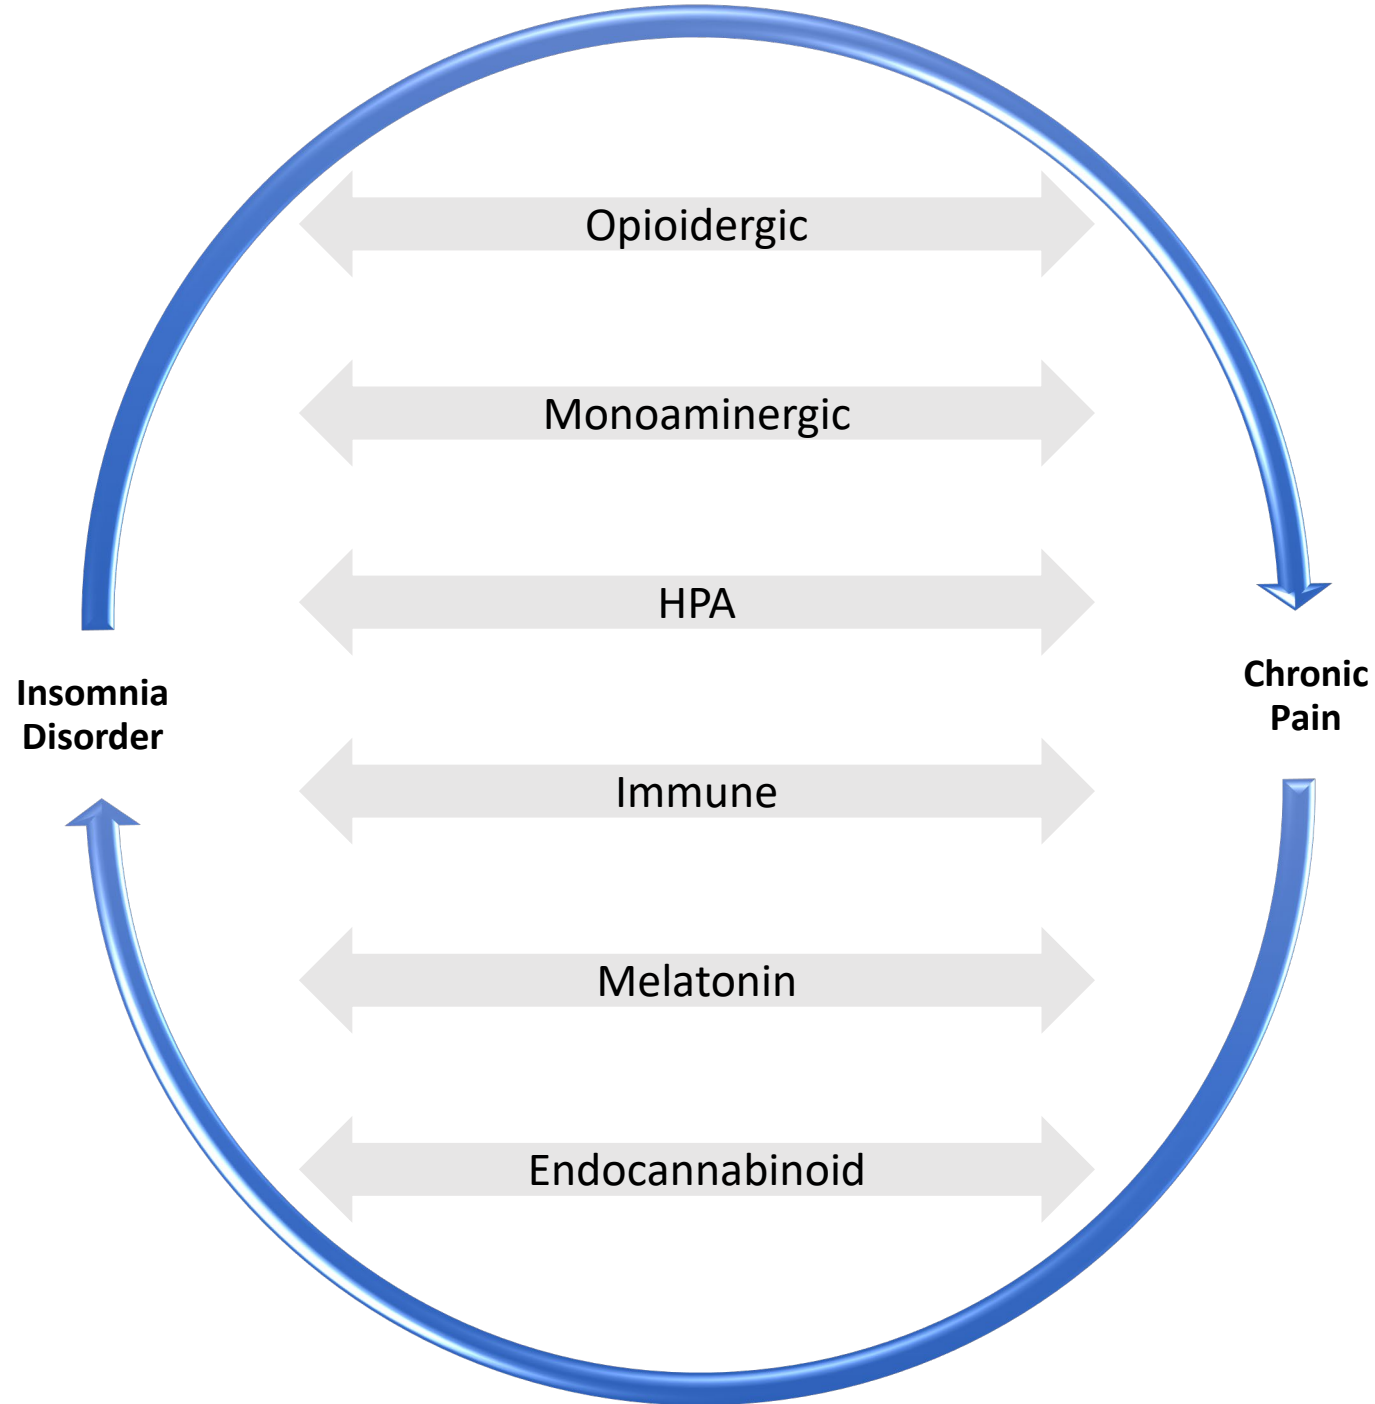 Opioidergic
Monoaminergic
HPA
Insomnia
Disorder
Chronic
Pain
Immune
Melatonin
Endocannabinoid